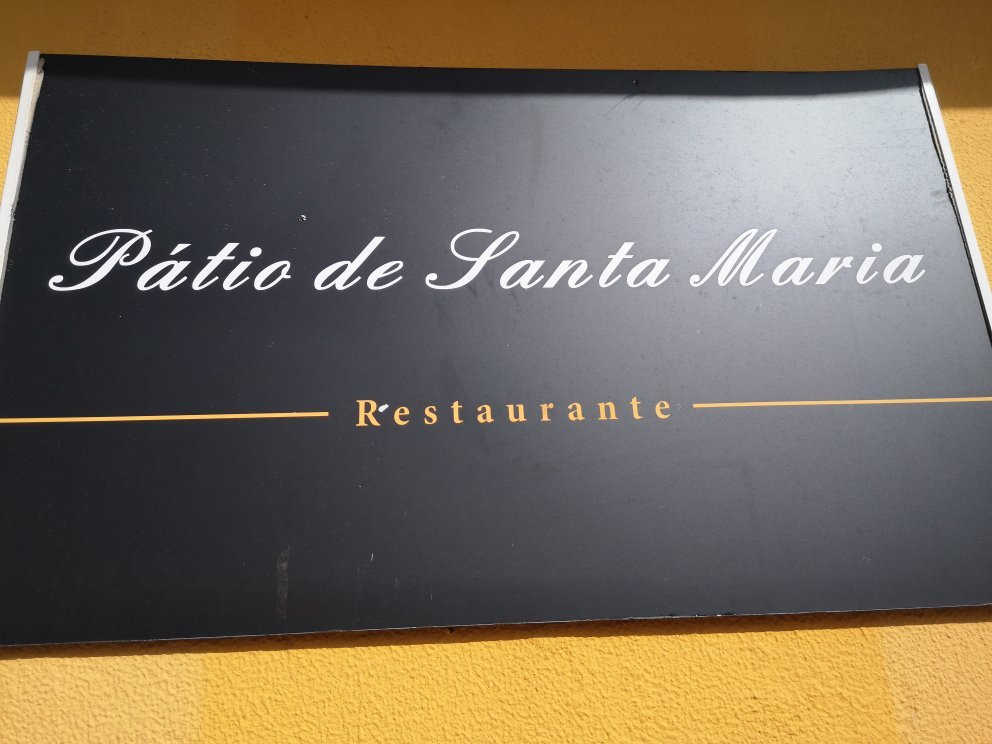 Pátio de Santa Maria
Restaurante